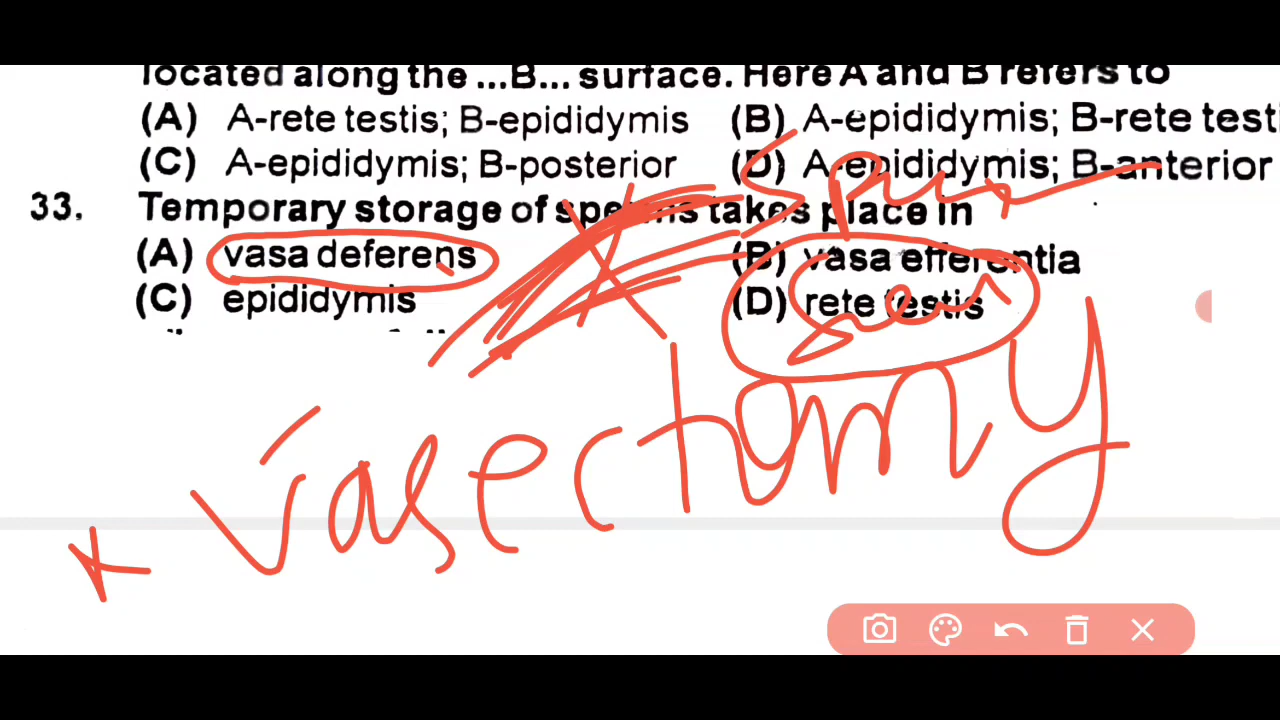 located along the ...B... surface. Here A and B refers to
(A) A-rete testis; B-epididymis (B) A-epididymis; B-rete testi
(C) A-epididymis; B-posterior (D) A-epididymis; B-anterior
33. Temporary storage of sperms takes place in
(A) vasa deferens (B) vasa efferentia
(C) epididymis (D) rete testis
vasectomy